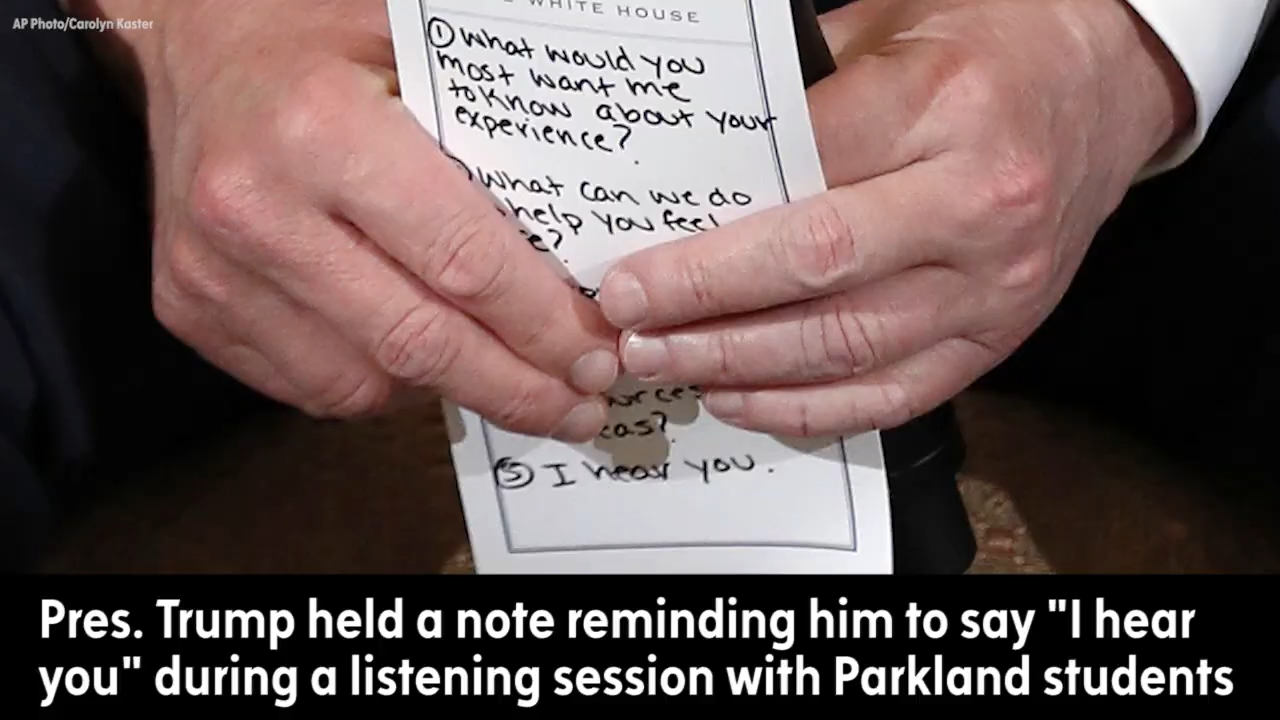 AP Photo/Carolyn Kaster
WHITE HOUSE
① What would you
most want me
to know about your
experience?
What can we do
help you feel
?
cas?
⑤ I hear you.
Pres. Trump held a note reminding him to say "I hear
you" during a listening session with Parkland students